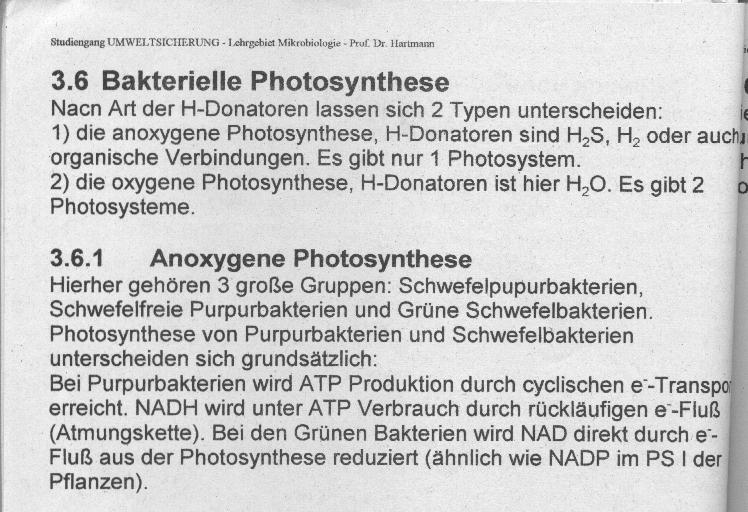 Studiengang UMWELTSICHERUNG - Lehrgebiet Mikrobiologie - Prof. Dr. Hartmann
3.6 Bakterielle Photosynthese
Nacn Art der H-Donatoren lassen sich 2 Typen unterscheiden:
1) die anoxygene Photosynthese, H-Donatoren sind H₂S, H₂ oder auch
organische Verbindungen. Es gibt nur 1 Photosystem.
2) die oxygene Photosynthese, H-Donatoren ist hier H₂O. Es gibt 2
Photosysteme.
3.6.1 Anoxygene Photosynthese
Hierher gehören 3 große Gruppen: Schwefelpupurbakterien,
Schwefelfreie Purpurbakterien und Grüne Schwefelbakterien.
Photosynthese von Purpurbakterien und Schwefelbakterien
unterscheiden sich grundsätzlich:
Bei Purpurbakterien wird ATP Produktion durch cyclischen e⁻-Transpo
erreicht. NADH wird unter ATP Verbrauch durch rückläufigen e⁻-Fluß
(Atmungskette). Bei den Grünen Bakterien wird NAD direkt durch e⁻-
Fluß aus der Photosynthese reduziert (ähnlich wie NADP im PS I der
Pflanzen).